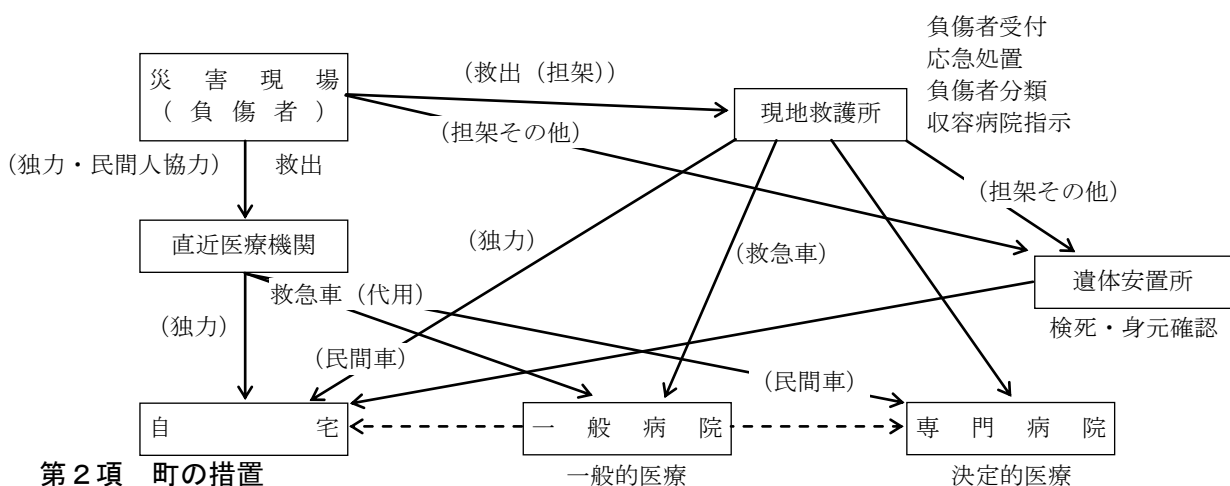 負傷者受付
応急処置
負傷者分類
収容病院指示
災害現場
（負傷者）
（救出（担架））
現地救護所
（担架その他）
（独力・民間人協力）
救出
（担架その他）
直近医療機関
（独力）
（救急車）
遺体安置所
救急車（代用）
（独力）
検死・身元確認
（民間車）
（民間車）
自宅
一般病院
専門病院
第２項　町の措置
一般的医療
決定的医療